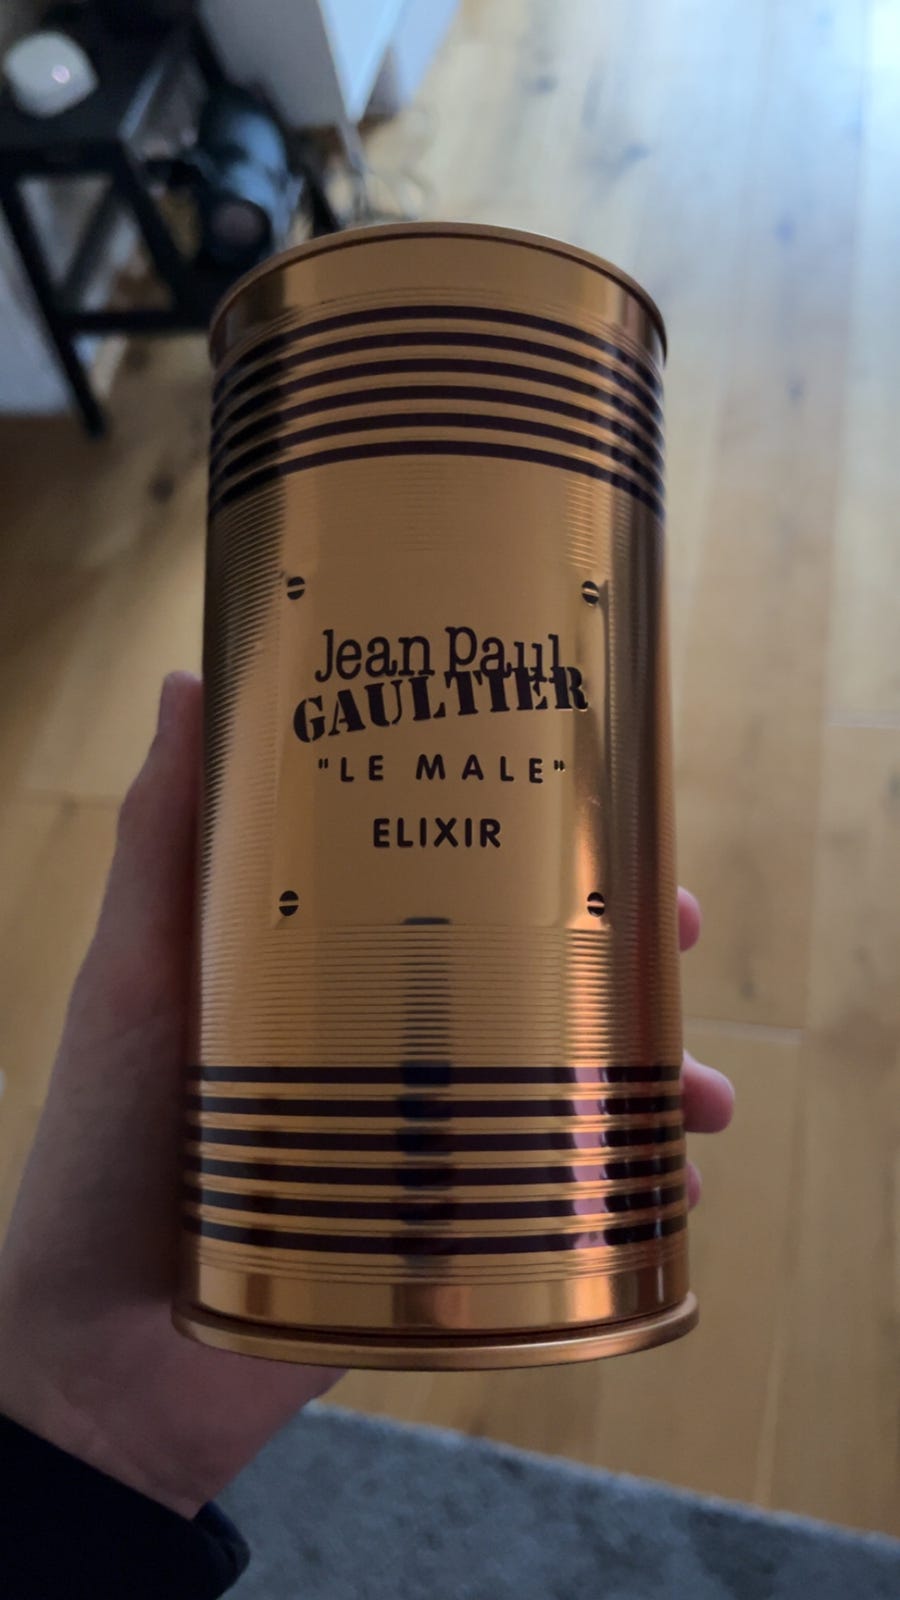 Jean Paul
GAULTIER
"LE MALE"
ELIXIR